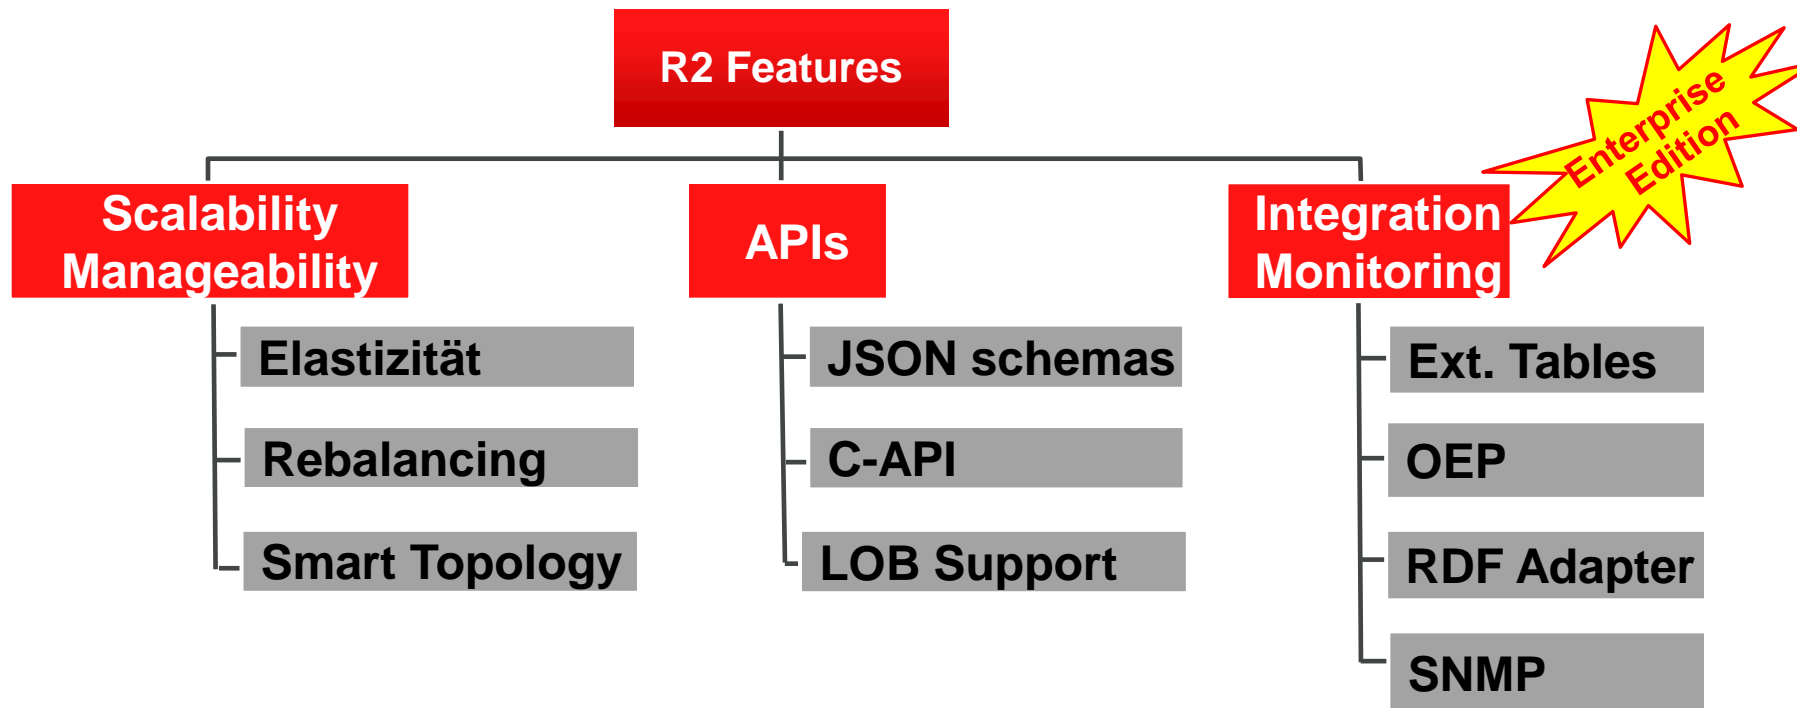 R2 Features
Enterprise
Edition
Scalability
Manageability
APIs
Integration
Monitoring
Elastizität
Rebalancing
Smart Topology
JSON schemas
C-API
LOB Support
Ext. Tables
OEP
RDF Adapter
SNMP